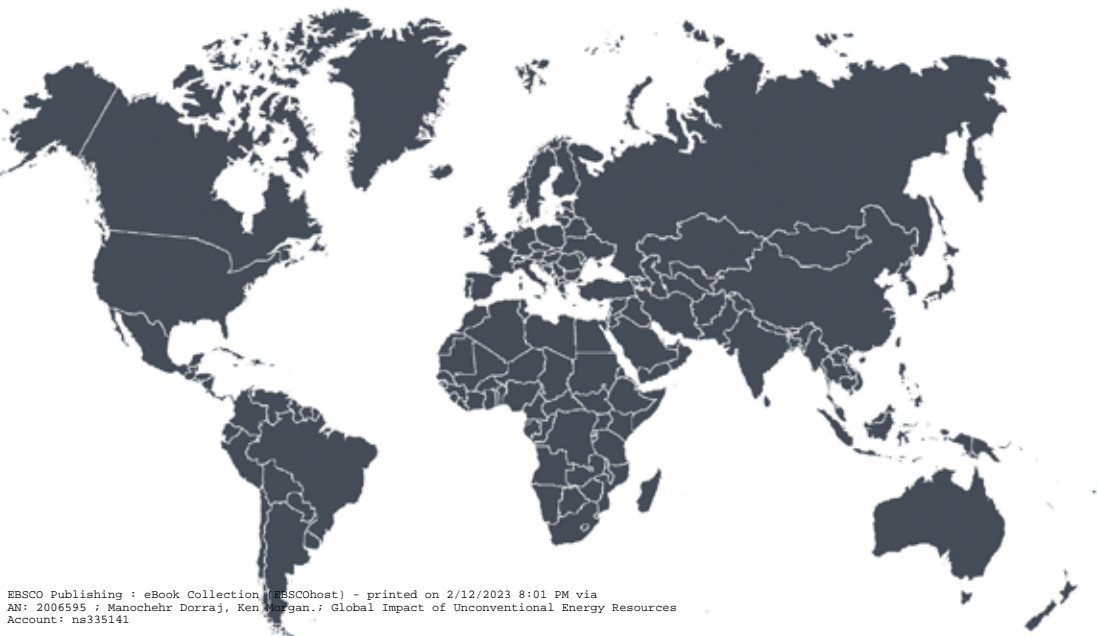 EBSCO Publishing : eBook Collection (EBSCOhost) - printed on 2/12/2023 8:01 PM via
AN: 2006595 ; Manochehr Dorraj, Ken Morgan.; Global Impact of Unconventional Energy Resources
Account: ns335141